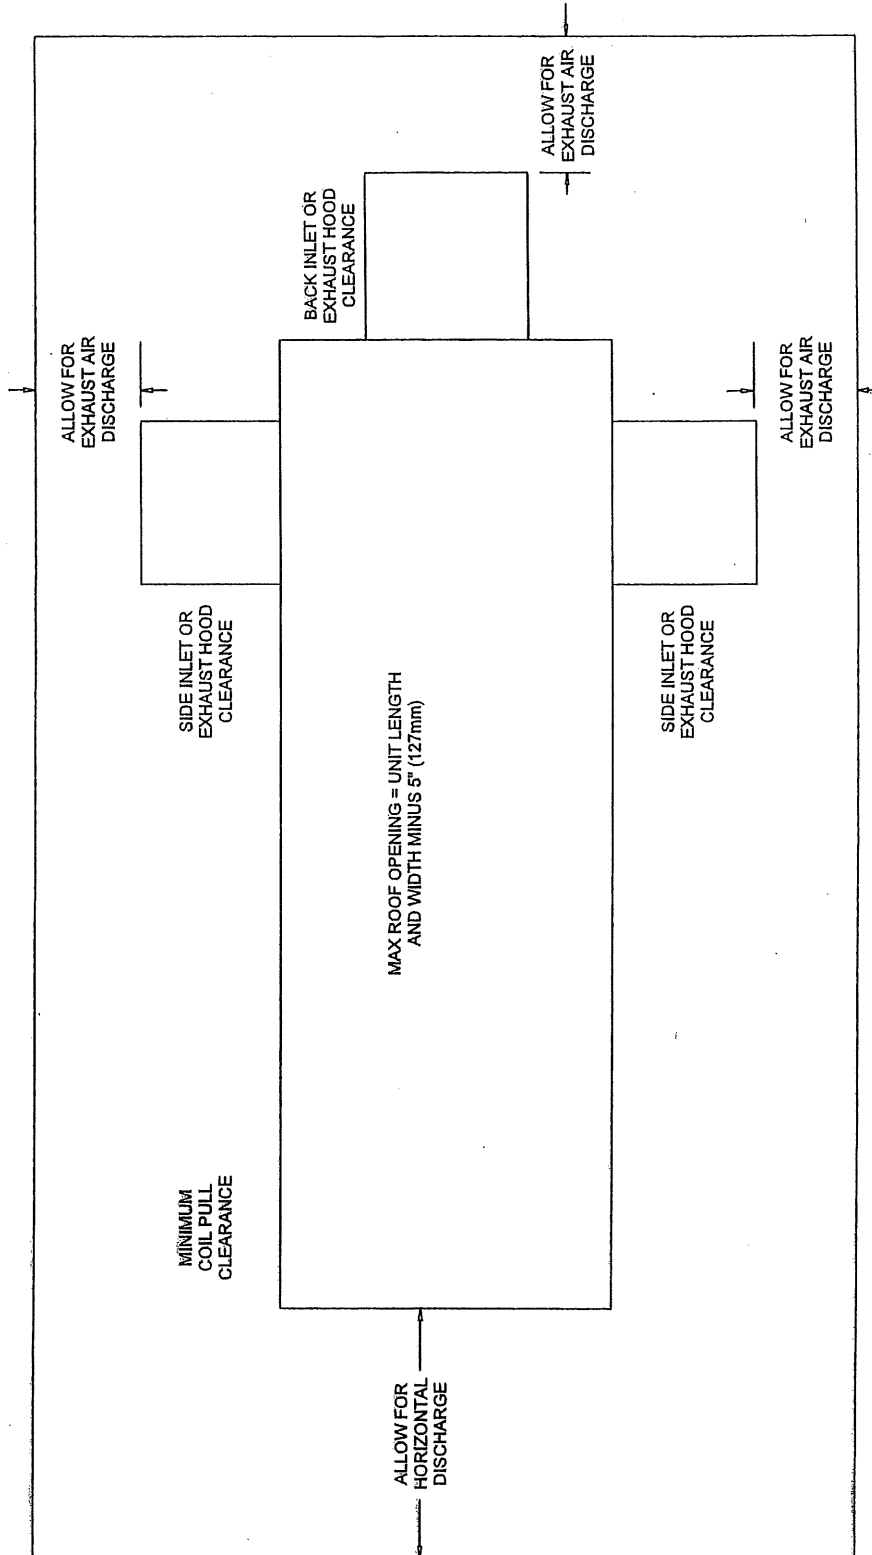 ALLOW FOR
EXHAUST AIR
DISCHARGE
BACK INLET OR
EXHAUST HOOD
CLEARANCE
ALLOW FOR
EXHAUST AIR
DISCHARGE
ALLOW FOR
EXHAUST AIR
DISCHARGE
SIDE INLET OR
EXHAUST HOOD
CLEARANCE
SIDE INLET OR
EXHAUST HOOD
CLEARANCE
MAX ROOF OPENING = UNIT LENGTH
AND WIDTH MINUS 5" (127mm)
MINIMUM
COIL PULL
CLEARANCE
ALLOW FOR
HORIZONTAL
DISCHARGE